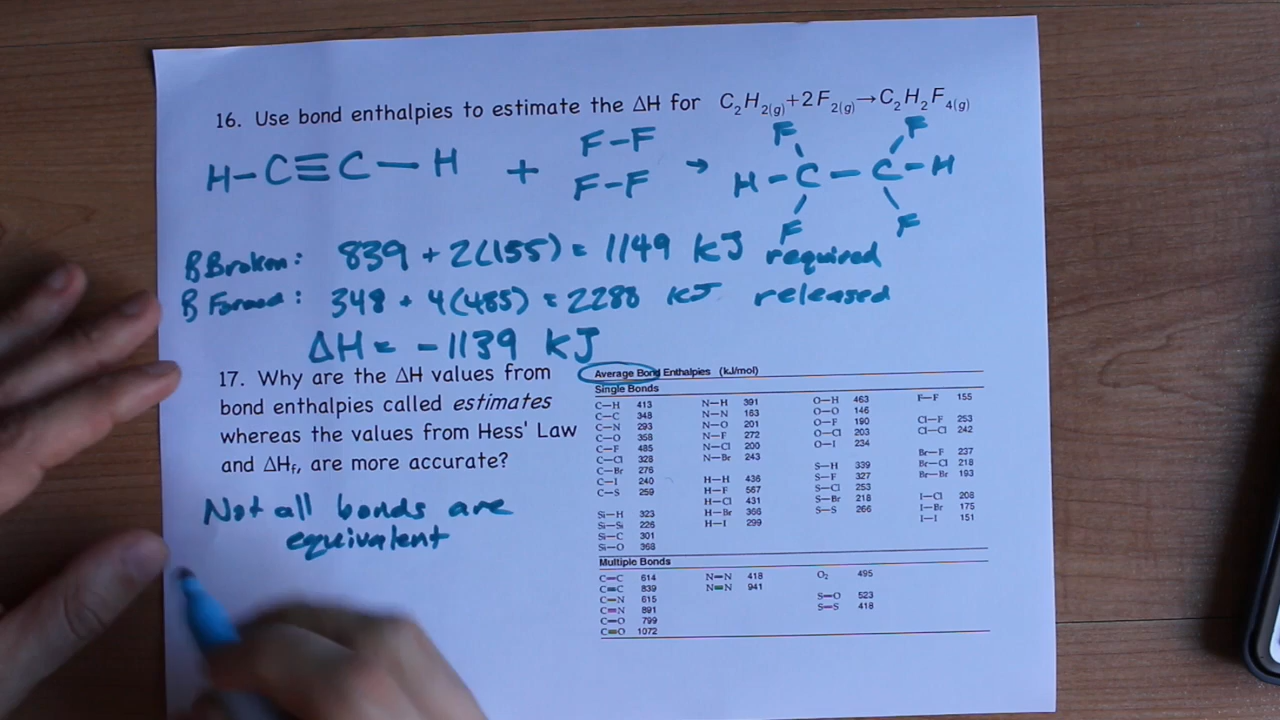 16. Use bond enthalpies to estimate the ΔH for C2H2(g)+2F2(g)→C2H2F4(g)
F–F F F
H–C≡C–H + → H–C–C–H
F–F F F
B Broken: 839 + 2(155) = 1149 kJ required
B Formed: 348 + 4(485) = 2288 kJ released
ΔH = -1139 kJ
17. Why are the ΔH values from
bond enthalpies called estimates
whereas the values from Hess' Law
and ΔHf, are more accurate?
Not all bonds are
equivalent
Average Bond Enthalpies (kJ/mol)
Single Bonds
C—H 413 N—H 391 O—H 463 F—F 155
C—C 348 N—N 163 O—O 146
C—N 293 N—O 201 O—F 190 Cl—F 253
C—O 358 N—F 272 O—Cl 203 Cl—Cl 242
C—F 485 N—Cl 200 O—I 234
C—Cl 328 N—Br 243 Br—F 237
C—Br 276 S—H 339 Br—Cl 218
C—I 240 H—H 436 S—F 327 Br—Br 193
C—S 259 H—F 567 S—Cl 253
H—Cl 431 S—Br 218 I—Cl 208
Si—H 323 H—Br 366 S—S 266 I—Br 175
Si—Si 226 H—I 299 I—I 151
Si—C 301
Si—O 368
Multiple Bonds
C=C 614 N=N 418 O2 495
C≡C 839 N≡N 941
C=N 615 S=O 523
C≡N 891 S=S 418
C=O 799
C≡O 1072